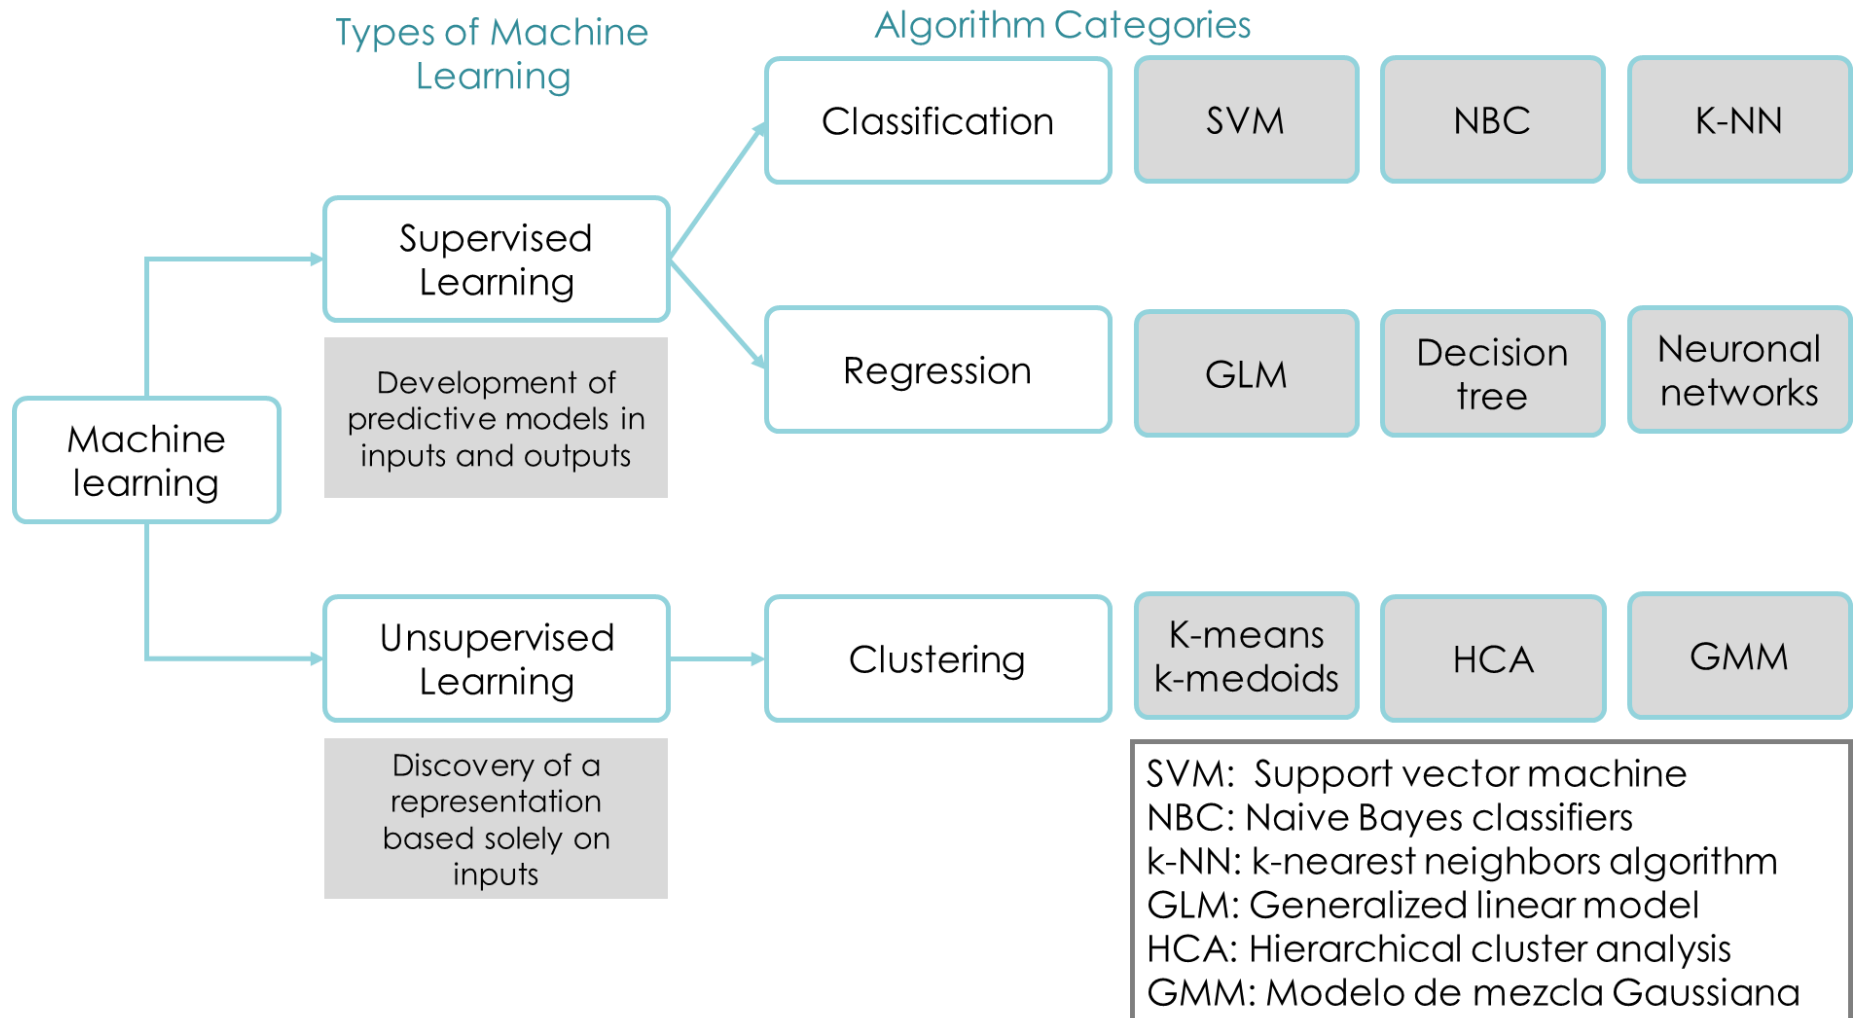 Types of Machine
Learning
Algorithm Categories
Classification
SVM
NBC
K-NN
Supervised
Learning
Development of
predictive models in
inputs and outputs
Regression
GLM
Decision
tree
Neuronal
networks
Machine
learning
Unsupervised
Learning
Discovery of a
representation
based solely on
inputs
Clustering
K-means
k-medoids
HCA
GMM
SVM:  Support vector machine
NBC: Naive Bayes classifiers
k-NN: k-nearest neighbors algorithm
GLM: Generalized linear model
HCA: Hierarchical cluster analysis
GMM: Modelo de mezcla Gaussiana